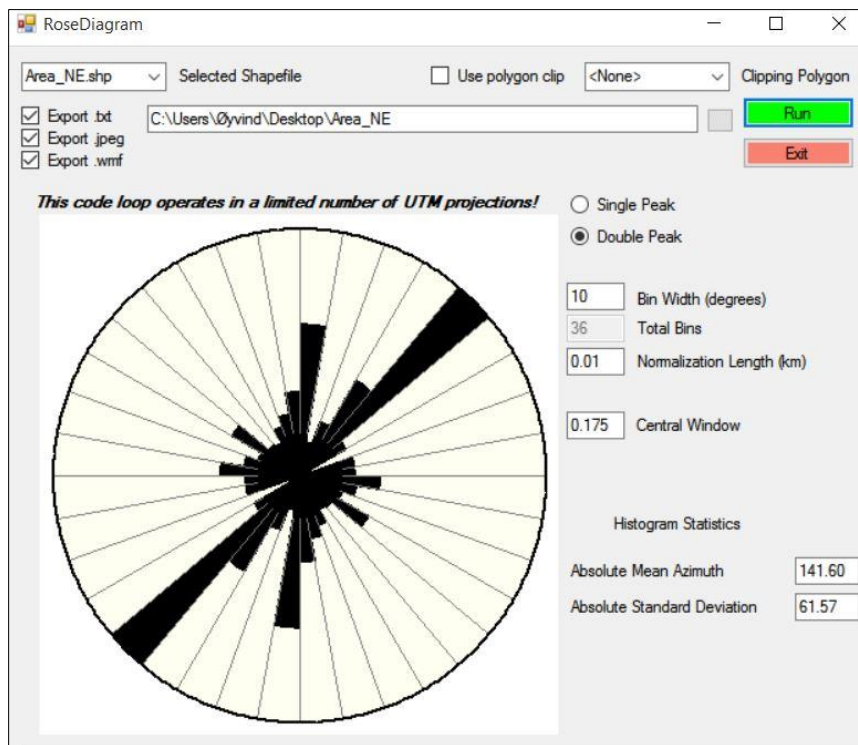 RoseDiagram
Area_NE.shp Selected Shapefile Use polygon clip <None> Clipping Polygon
Export .txt C:\Users\Øyvind\Desktop\Area_NE Run
Export .jpeg
Export .wmf Exit
This code loop operates in a limited number of UTM projections!
Single Peak
Double Peak
10 Bin Width (degrees)
36 Total Bins
0.01 Normalization Length (km)
0.175 Central Window
Histogram Statistics
Absolute Mean Azimuth 141.60
Absolute Standard Deviation 61.57